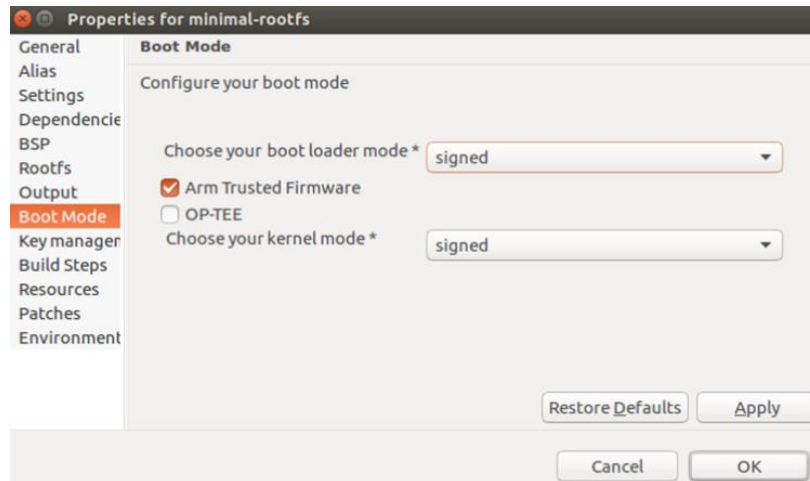 Properties for minimal-rootfs
General
Alias
Settings
Dependencie
BSP
Rootfs
Output
Boot Mode
Key managen
Build Steps
Resources
Patches
Environment
Boot Mode
Configure your boot mode
Choose your boot loader mode * signed
Arm Trusted Firmware
OP-TEE
Choose your kernel mode * signed
Restore Defaults Apply
Cancel OK